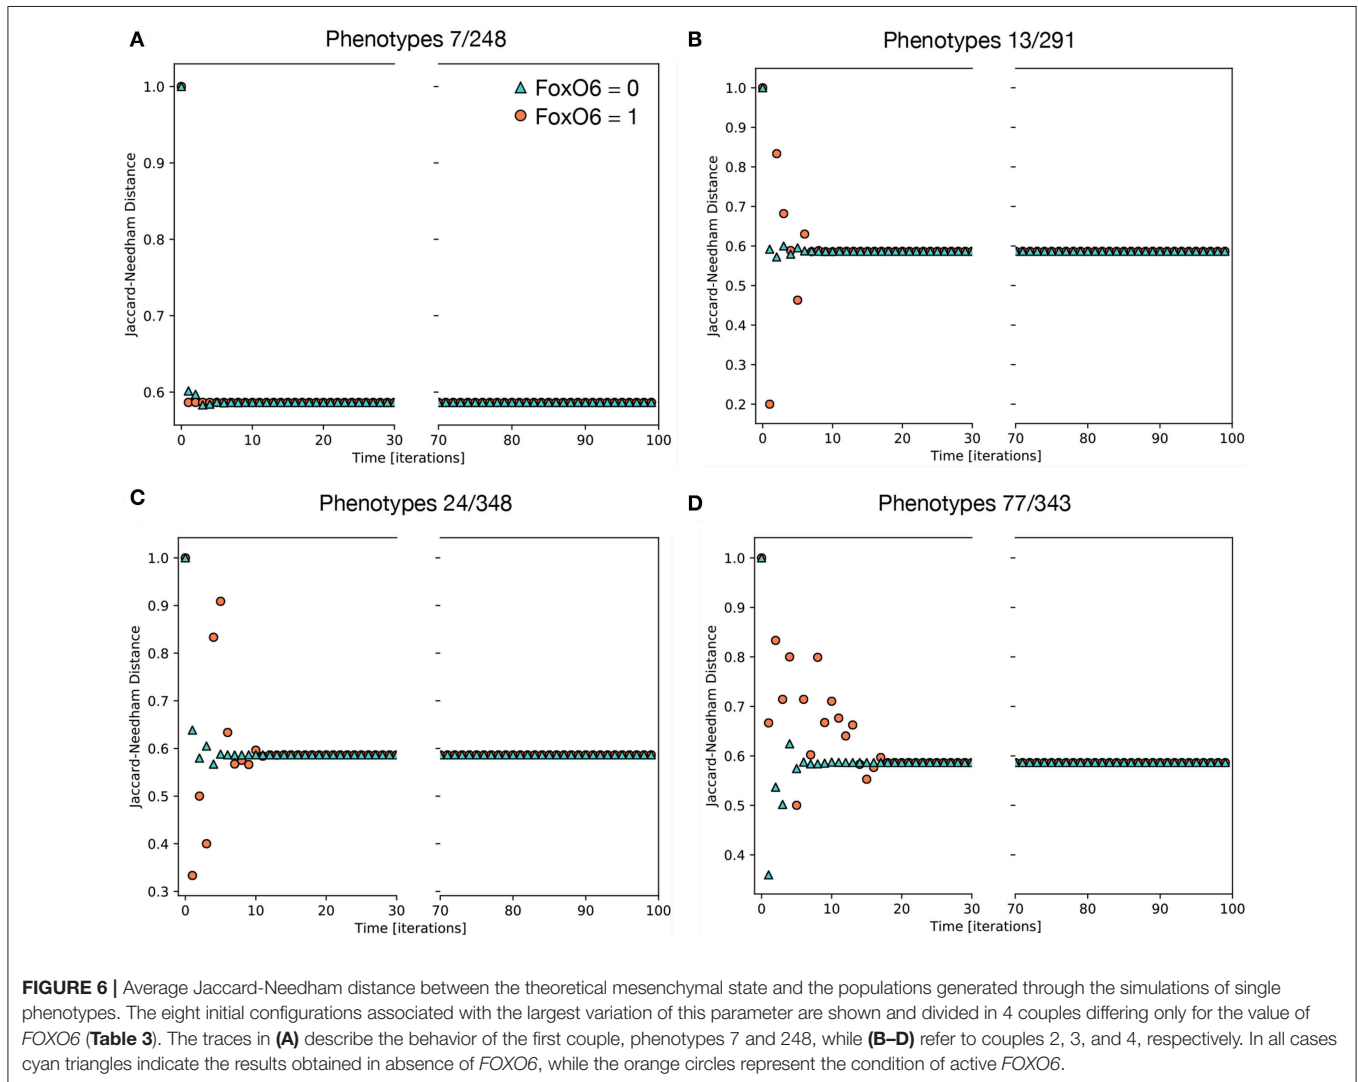 A
Phenotypes 7/248
FoxO6 = 0
FoxO6 = 1
1.0
0.9
0.8
0.7
0.6
Jaccard-Needham Distance
0 10 20 30 70 80 90 100
Time [iterations]
B
Phenotypes 13/291
1.0
0.9
0.8
0.7
0.6
0.5
0.4
0.3
0.2
Jaccard-Needham Distance
0 10 20 30 70 80 90 100
Time [iterations]
C
Phenotypes 24/348
1.0
0.9
0.8
0.7
0.6
0.5
0.4
0.3
Jaccard-Needham Distance
0 10 20 30 70 80 90 100
Time [iterations]
D
Phenotypes 77/343
1.0
0.9
0.8
0.7
0.6
0.5
0.4
Jaccard-Needham Distance
0 10 20 30 70 80 90 100
Time [iterations]
FIGURE 6 | Average Jaccard-Needham distance between the theoretical mesenchymal state and the populations generated through the simulations of single
phenotypes. The eight initial configurations associated with the largest variation of this parameter are shown and divided in 4 couples differing only for the value of
FOXO6 (Table 3). The traces in (A) describe the behavior of the first couple, phenotypes 7 and 248, while (B–D) refer to couples 2, 3, and 4, respectively. In all cases
cyan triangles indicate the results obtained in absence of FOXO6, while the orange circles represent the condition of active FOXO6.